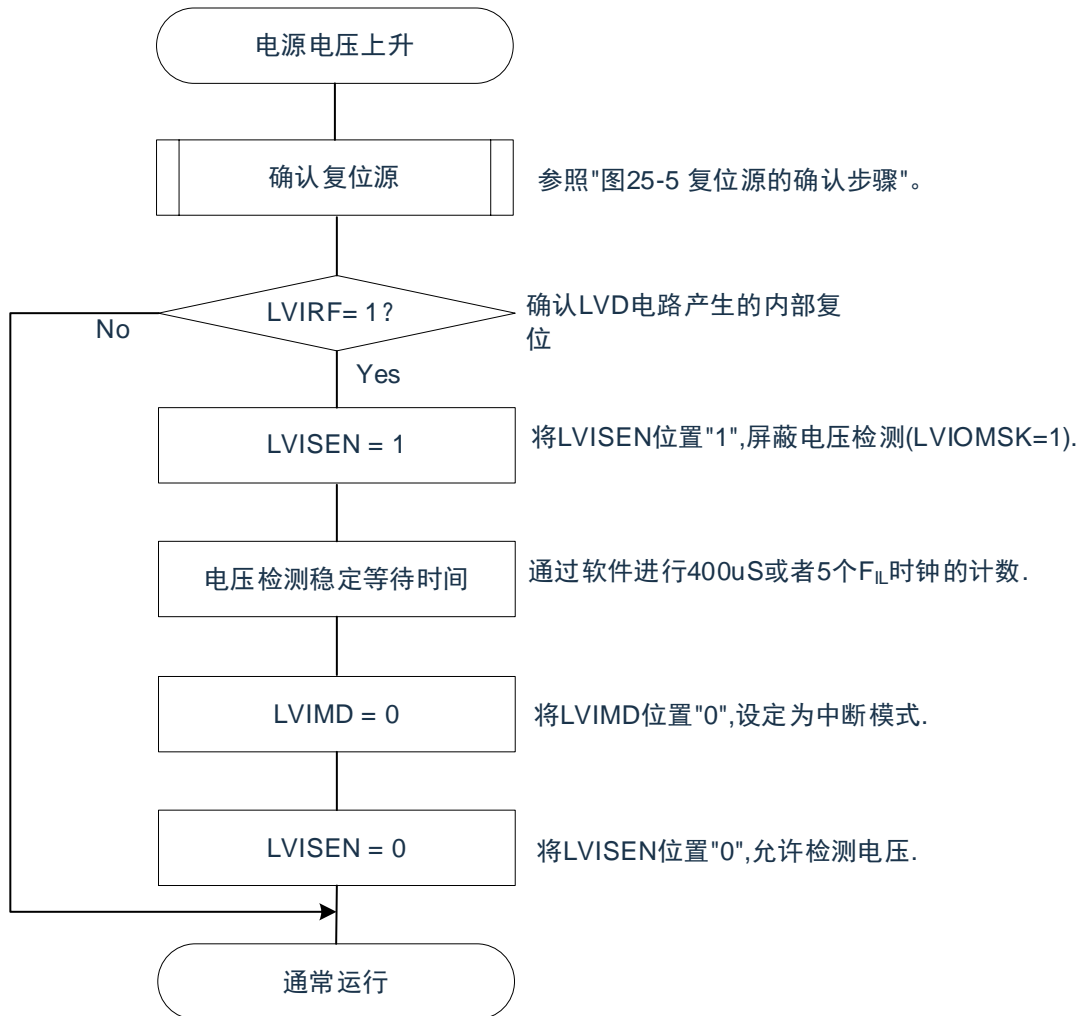 电源电压上升
确认复位源
参照"图25-5 复位源的确认步骤"。
LVIRF= 1?
确认LVD电路产生的内部复
位
No
Yes
LVISEN = 1
将LVISEN位置"1",屏蔽电压检测(LVIOMSK=1).
电压检测稳定等待时间
通过软件进行400uS或者5个FIL时钟的计数.
LVIMD = 0
将LVIMD位置"0",设定为中断模式.
LVISEN = 0
将LVISEN位置"0",允许检测电压.
通常运行